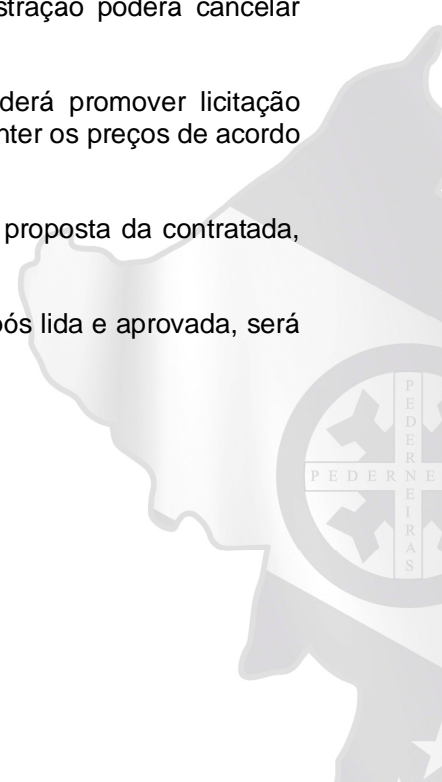 stração poderá cancelar
derá promover licitação
nter os preços de acordo
proposta da contratada,
pós lida e aprovada, será
PEDERNEIRAS
PEDERNE